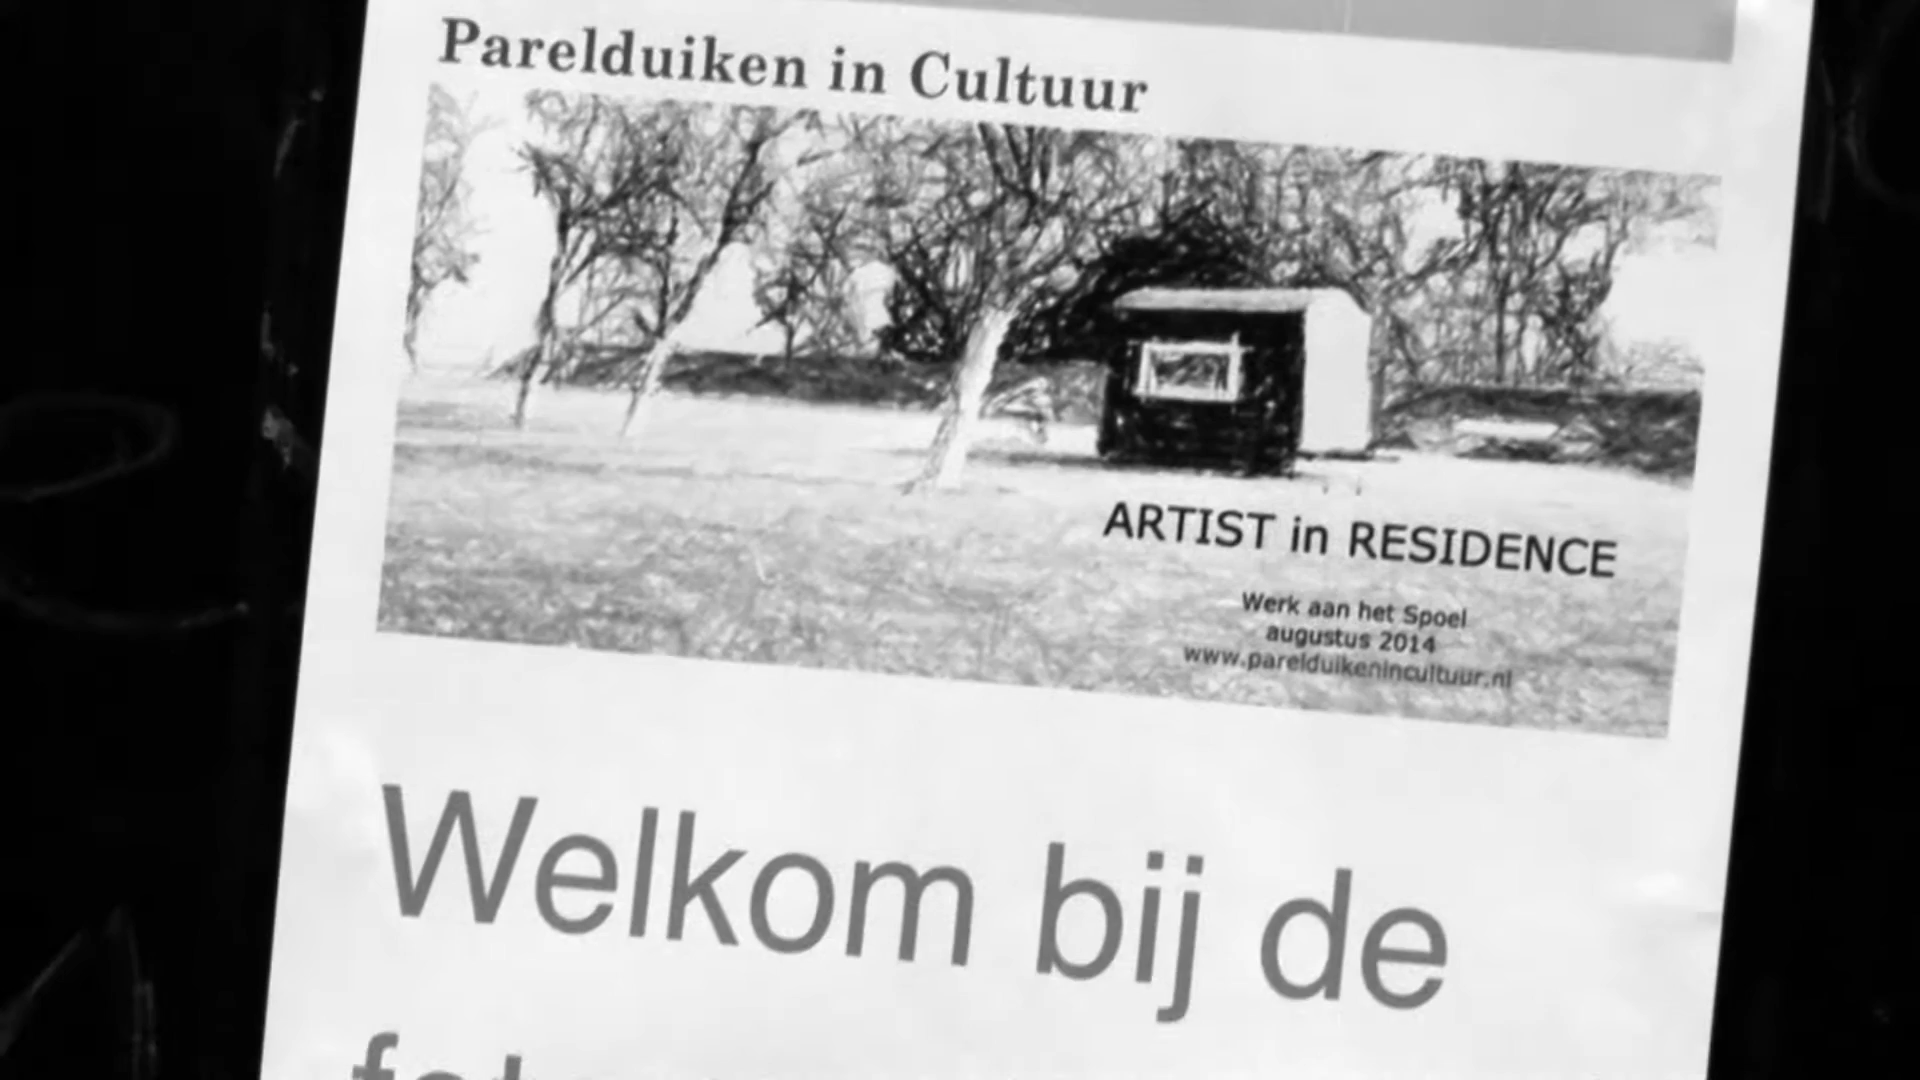 Parelduiken in Cultuur
ARTIST in RESIDENCE
Werk aan het Spoel
augustus 2014
www.parelduikenincultuur.nl
Welkom bij de